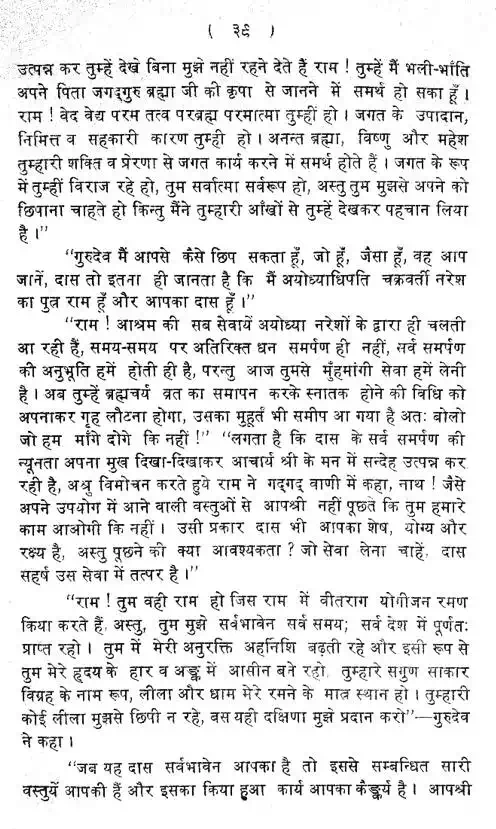 ( ३९ )
उत्पन्न कर तुम्हें देखे बिना मुझे नहीं रहने देते हैं राम ! तुम्हें मैं भली-भाँति
अपने पिता जगद्गुरु ब्रह्मा जी की कृपा से जानने में समर्थ हो सका हूँ।
राम ! वेद वेद्य परम तत्व परब्रह्म परमात्मा तुम्हीं हो। जगत के उपादान,
निमित्त व सहकारी कारण तुम्ही हो। अनन्त ब्रह्मा, विष्णु और महेश
तुम्हारी शक्ति व प्रेरणा से जगत कार्य करने में समर्थ होते हैं। जगत के रूप
में तुम्हीं विराज रहे हो, तुम सर्वात्मा सर्वरूप हो, अस्तु तुम मुझसे अपने को
छिपाना चाहते हो किन्तु मैंने तुम्हारी आँखों से तुम्हें देखकर पहचान लिया
है।"
"गुरुदेव मैं आपसे कैसे छिप सकता हूँ, जो हूँ, जैसा हूँ, वह आप
जानें, दास तो इतना ही जानता है कि मैं अयोध्याधिपति चक्रवर्ती नरेश
का पुत्र राम हूँ और आपका दास हूँ।"
"राम ! आश्रम की सब सेवायें अयोध्या नरेशों के द्वारा ही चलती
आ रही हैं, समय-समय पर अतिरिक्त धन समर्पण ही नहीं, सर्व समर्पण
की अनुभूति हमें होती ही है, परन्तु आज तुमसे मुँहमांगी सेवा हमें लेनी
है। अब तुम्हें ब्रह्मचर्य व्रत का समापन करके स्नातक होने की विधि को
अपनाकर गृह लौटना होगा, उसका मुहूर्त भी समीप आ गया है अतः बोलो
जो हम माँगे दोगे कि नहीं !" "लगता है कि दास के सर्व समर्पण की
न्यूनता अपना मुख दिखा-दिखाकर आचार्य श्री के मन में सन्देह उत्पन्न कर
रही है, अश्रु विमोचन करते हुये राम ने गद्गद् वाणी में कहा, नाथ ! जैसे
अपने उपयोग में आने वाली वस्तुओं से आपश्री नहीं पूछते कि तुम हमारे
काम आओगी कि नहीं। उसी प्रकार दास भी आपका शेष, योग्य और
रक्ष्य है, अस्तु पूछने की क्या आवश्यकता ? जो सेवा लेना चाहें, दास
सहर्ष उस सेवा में तत्पर है।"
"राम ! तुम वही राम हो जिस राम में वीतराग योगीजन रमण
किया करते हैं, अस्तु, तुम मुझे सर्वभावेन सर्व समय; सर्व देश में पूर्णतः
प्राप्त रहो। तुम में मेरी अनुरक्ति अहर्निशि बढ़ती रहे और इसी रूप से
तुम मेरे हृदय के हार व अङ्क में आसीन बने रहो, तुम्हारे सगुण साकार
विग्रह के नाम रूप, लीला और धाम मेरे रमने के मात्र स्थान हो। तुम्हारी
कोई लीला मुझसे छिपी न रहे, बस यही दक्षिणा मुझे प्रदान करो"—गुरुदेव
ने कहा।
"जब यह दास सर्वभावेन आपका है तो इससे सम्बन्धित सारी
वस्तुयें आपकी हैं और इसका किया हुआ कार्य आपका कैङ्कर्य है। आपश्री